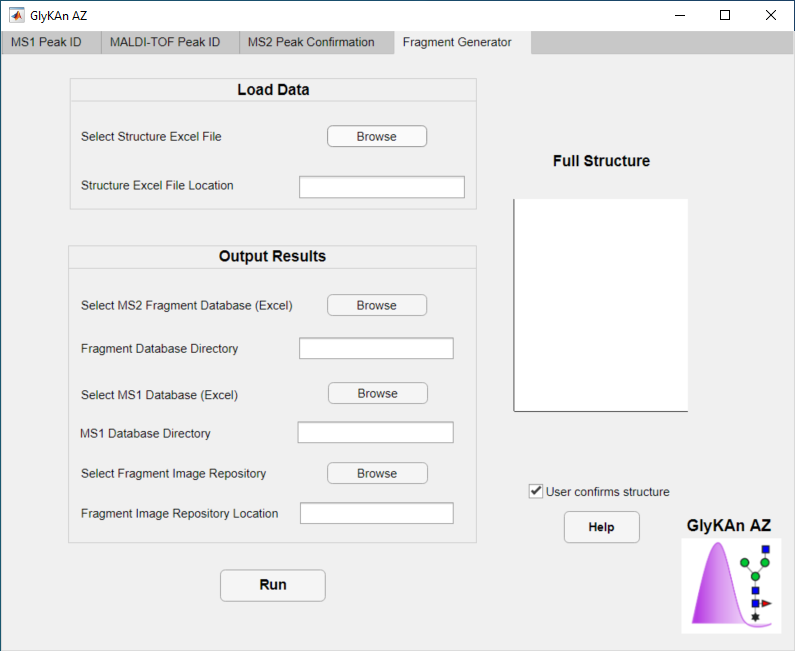 GlyKAn AZ
MS1 Peak ID
MALDI-TOF Peak ID
MS2 Peak Confirmation
Fragment Generator
Load Data
Select Structure Excel File
Browse
Structure Excel File Location
Full Structure
Output Results
Select MS2 Fragment Database (Excel)
Browse
Fragment Database Directory
Select MS1 Database (Excel)
Browse
MS1 Database Directory
Select Fragment Image Repository
Browse
Fragment Image Repository Location
User confirms structure
Help
GlyKAn AZ
Run